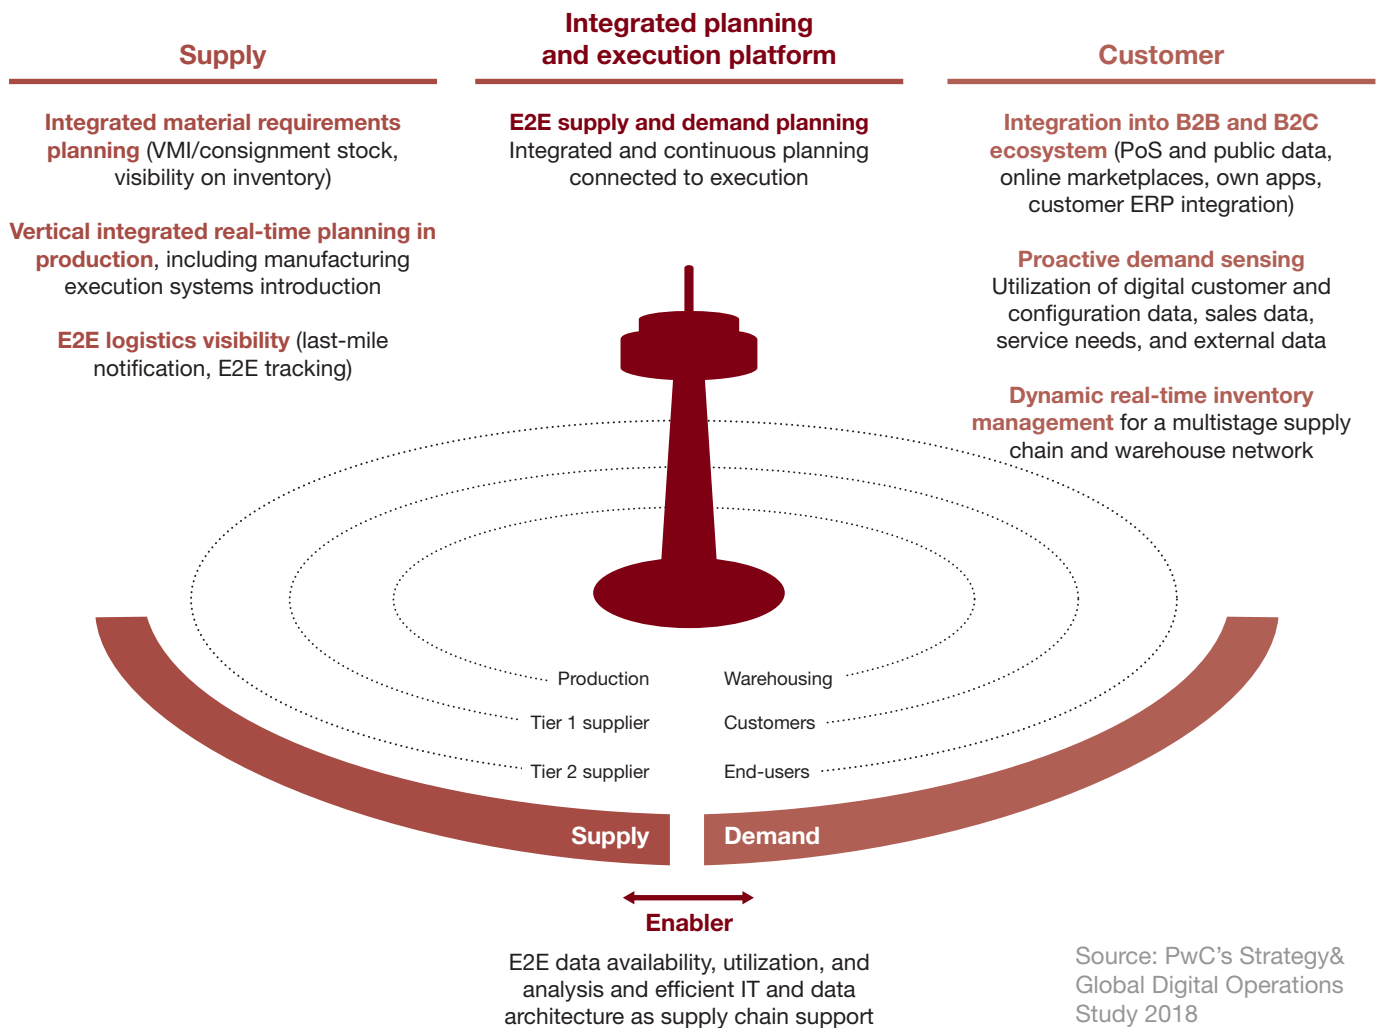 Supply
Integrated material requirements
planning (VMI/consignment stock,
visibility on inventory)
Vertical integrated real-time planning in
production, including manufacturing
execution systems introduction
E2E logistics visibility (last-mile
notification, E2E tracking)
Integrated planning
and execution platform
E2E supply and demand planning
Integrated and continuous planning
connected to execution
Customer
Integration into B2B and B2C
ecosystem (PoS and public data,
online marketplaces, own apps,
customer ERP integration)
Proactive demand sensing
Utilization of digital customer and
configuration data, sales data,
service needs, and external data
Dynamic real-time inventory
management for a multistage supply
chain and warehouse network
Production
Warehousing
Tier 1 supplier
Customers
Tier 2 supplier
End-users
Supply
Demand
Enabler
E2E data availability, utilization, and
analysis and efficient IT and data
architecture as supply chain support
Source: PwC’s Strategy&
Global Digital Operations
Study 2018